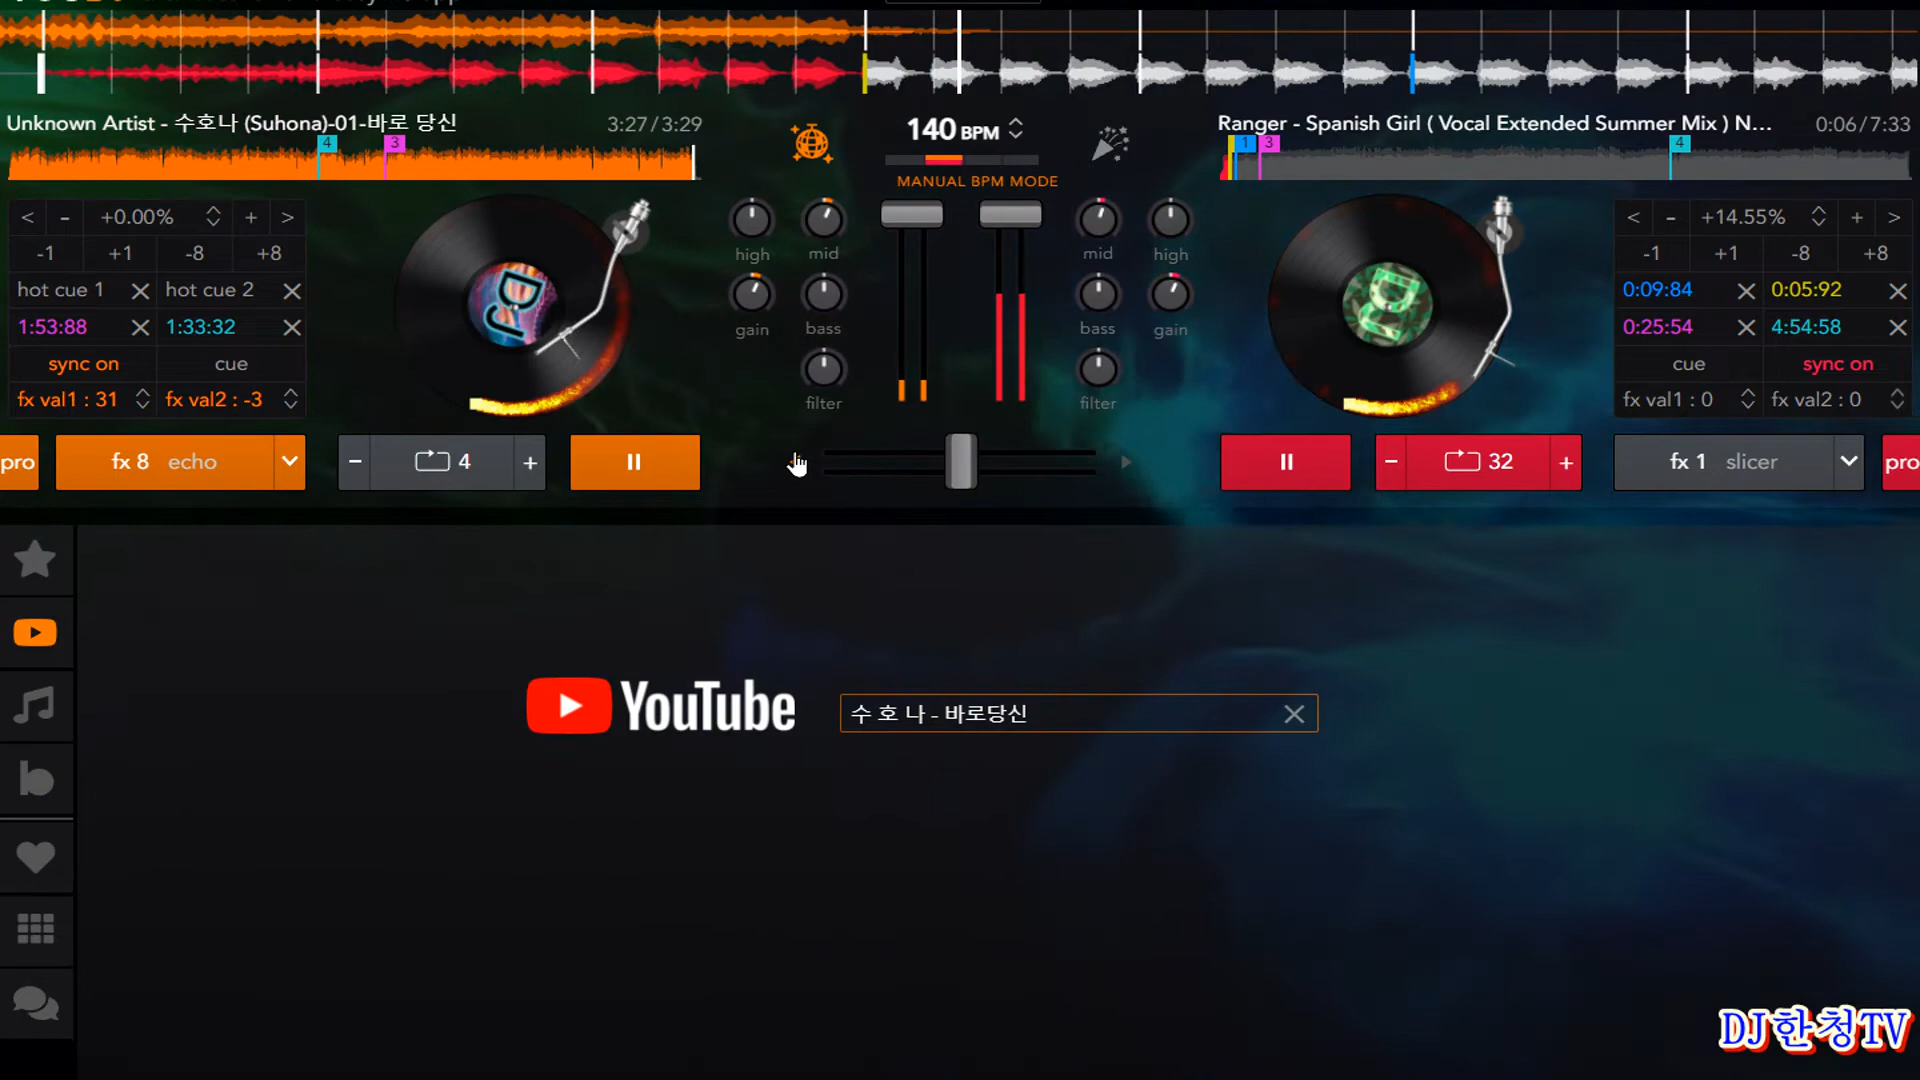 Unknown Artist - 수호나 (Suhona)-01-바로 당신
3:27/3:29
140 BPM
MANUAL BPM MODE
Ranger - Spanish Girl ( Vocal Extended Summer Mix ) N...
0:06/7:33
4
3
1
3
4
< - +0.00% + >
-1 +1 -8 +8
hot cue 1
hot cue 2
1:53:88
1:33:32
sync on
cue
fx val1 : 31
fx val2 : -3
high
mid
gain
bass
filter
mid
high
bass
gain
filter
< - +14.55% + >
-1 +1 -8 +8
0:09:84
0:05:92
0:25:54
4:54:58
cue
sync on
fx val1 : 0
fx val2 : 0
pro
fx 8 echo
- 4 +
- 32 +
fx 1 slicer
pro
YouTube
수 호 나 - 바로당신
DJ한청TV